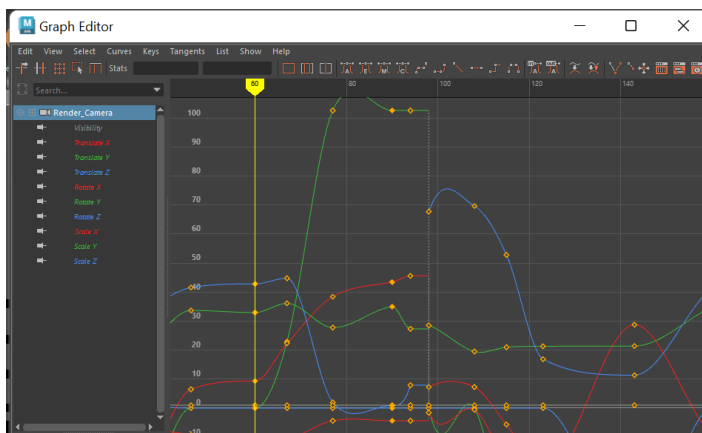 M
Graph Editor
Edit View Select Curves Keys Tangents List Show Help
Stats
Search...
Render_Camera
Visibility
Translate X
Translate Y
Translate Z
Rotate X
Rotate Y
Rotate Z
Scale X
Scale Y
Scale Z
60 80 100 120 140
100
90
80
70
60
50
40
30
20
10
0
-10